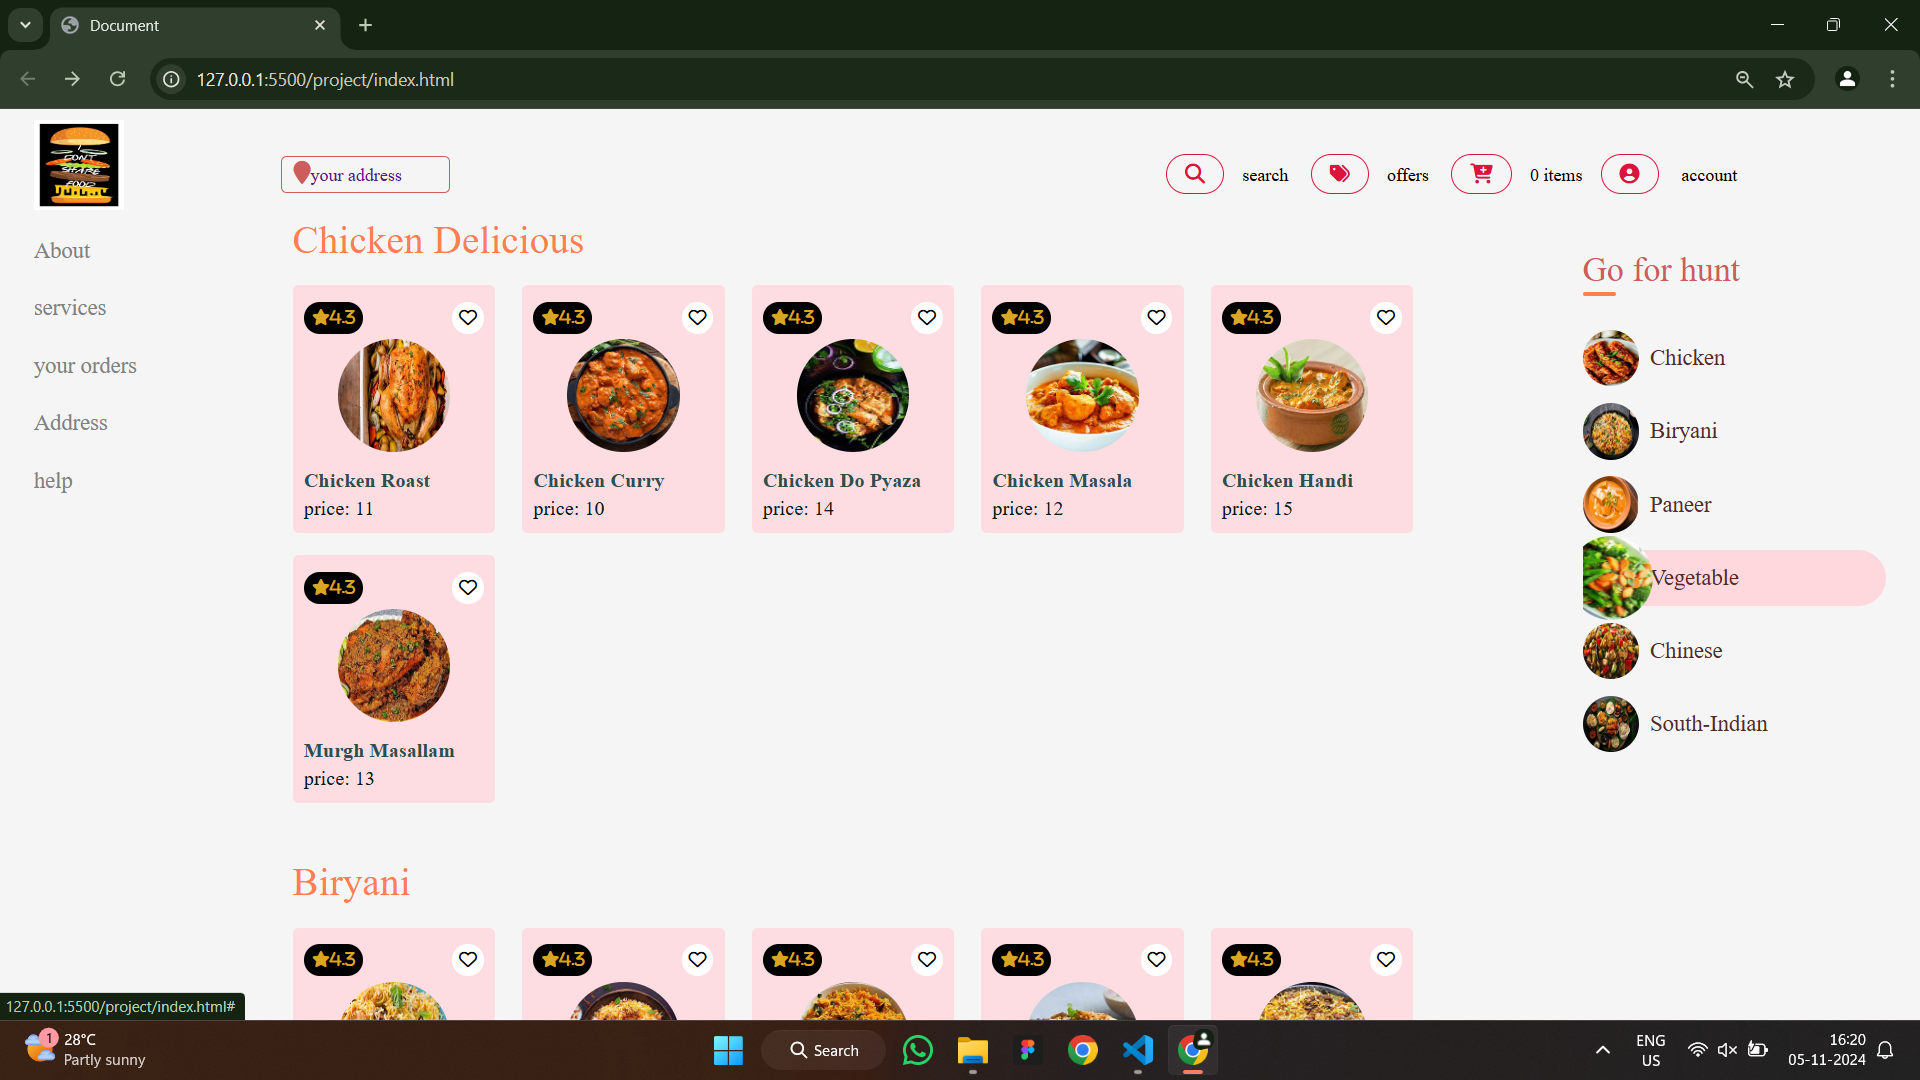 Document
127.0.0.1:5500/project/index.html
I
DON'T
SHARE
FOOD
your address
search
offers
0 items
account
About
services
your orders
Address
help
Chicken Delicious
4.3
4.3
4.3
4.3
4.3
Chicken Roast
price: 11
Chicken Curry
price: 10
Chicken Do Pyaza
price: 14
Chicken Masala
price: 12
Chicken Handi
price: 15
4.3
Murgh Masallam
price: 13
Biryani
4.3
4.3
4.3
4.3
4.3
Go for hunt
Chicken
Biryani
Paneer
Vegetable
Chinese
South-Indian
127.0.0.1:5500/project/index.html#
1
28°C
Partly sunny
Search
ENG
US
16:20
05-11-2024